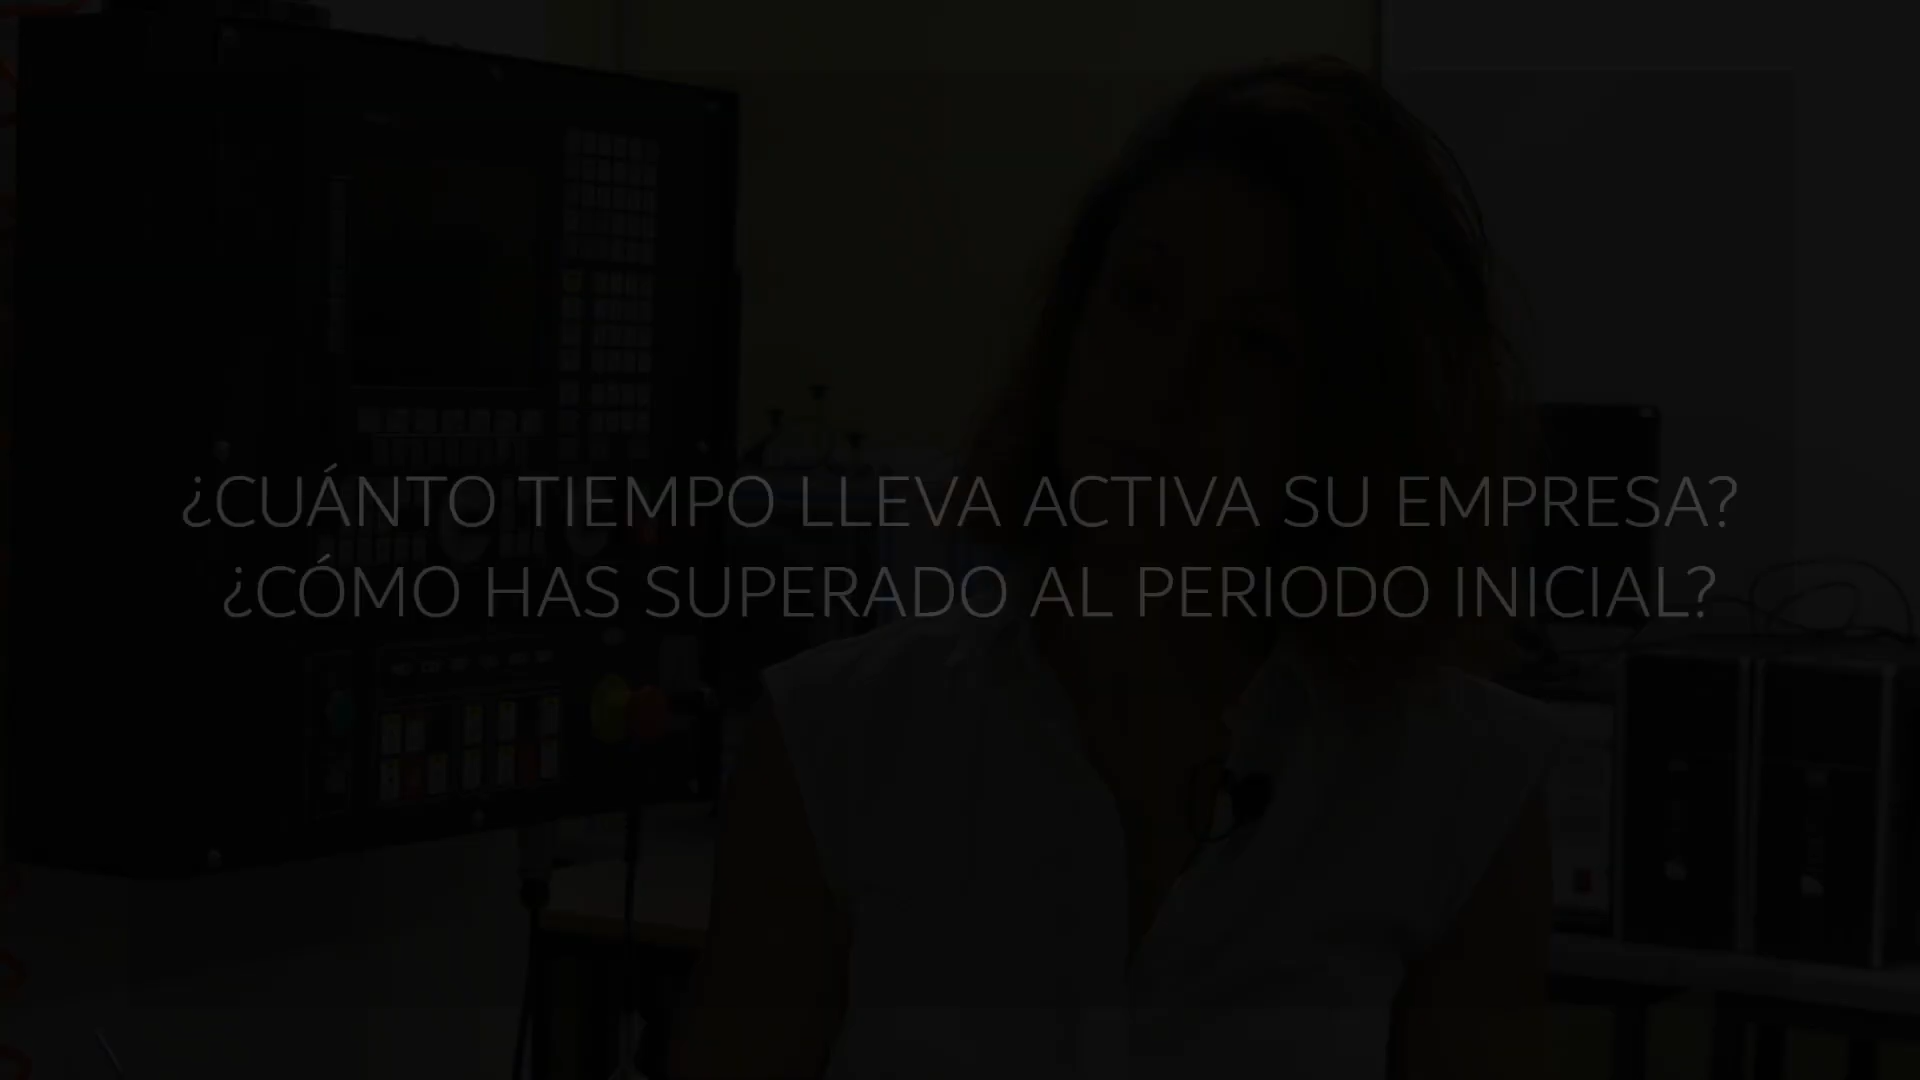 ¿CUÁNTO TIEMPO LLEVA ACTIVA SU EMPRESA?
¿CÓMO HAS SUPERADO AL PERIODO INICIAL?